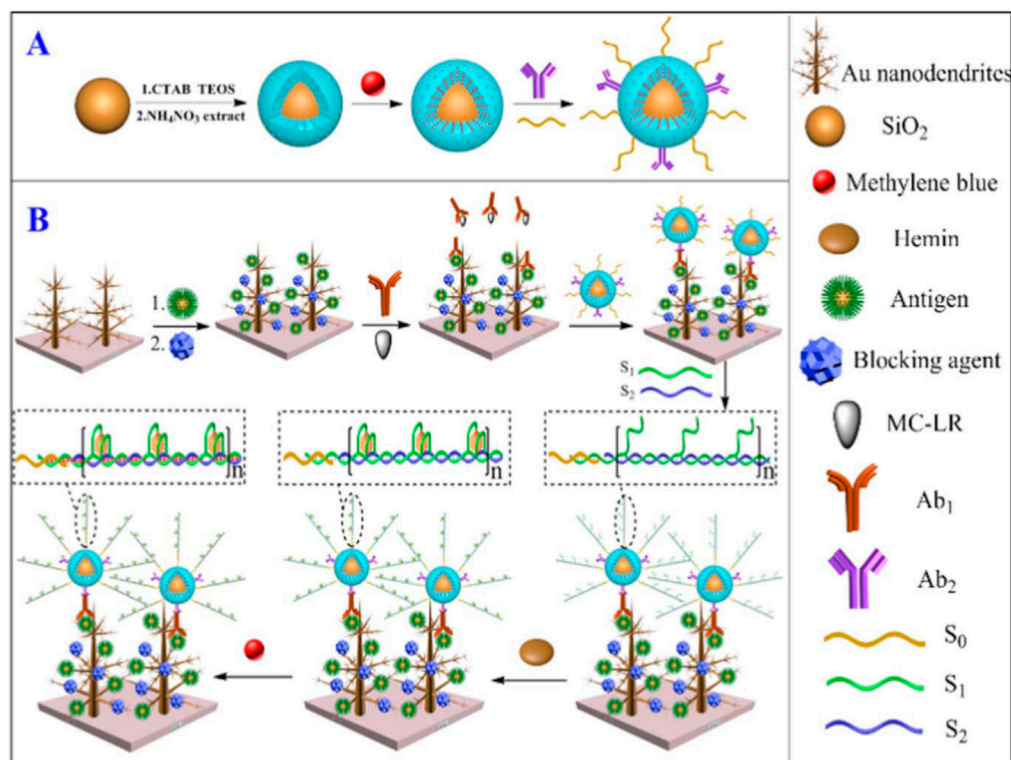 A
1.CTAB TEOS
2.NH₄NO₃ extract
B
1.
2.
S₁
S₂
n
n
n
Au nanodendrites
SiO₂
Methylene blue
Hemin
Antigen
Blocking agent
MC-LR
Ab₁
Ab₂
S₀
S₁
S₂